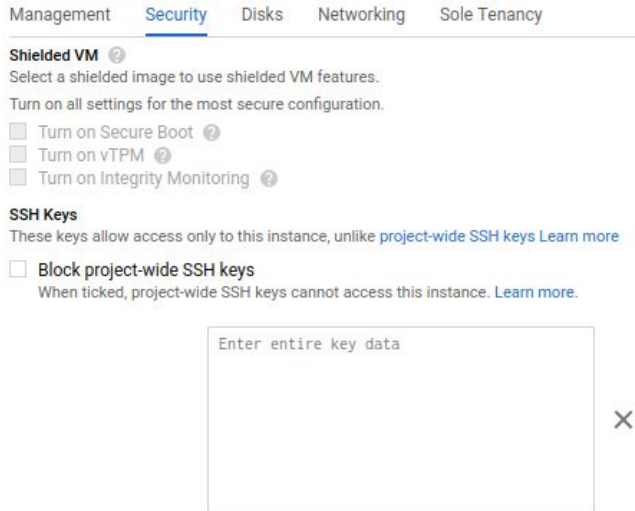 Management Security Disks Networking Sole Tenancy
Shielded VM
Select a shielded image to use shielded VM features.
Turn on all settings for the most secure configuration.
Turn on Secure Boot
Turn on vTPM
Turn on Integrity Monitoring
SSH Keys
These keys allow access only to this instance, unlike project-wide SSH keys Learn more
Block project-wide SSH keys
When ticked, project-wide SSH keys cannot access this instance. Learn more.
Enter entire key data